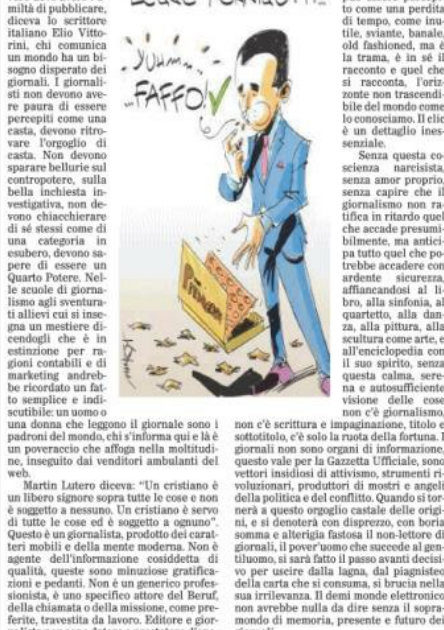 miltà di pubblicare,
diceva lo scrittore
italiano Elio Vitto-
rini, chi comunica
un mondo ha un bi-
sogno disperato dei
giornali. I giornali-
sti non devono ave-
re paura di essere
percepiti come una
casta, devono ritro-
vare l'orgoglio di
casta. Non devono
sparare bellurie sul
contropotere, sulla
bella inchiesta in-
vestigativa, non de-
vono chiacchierare
di sé stessi come di
una categoria in
esubero, devono sa-
pere di essere un
Quarto Potere. Nel-
le scuole di giorna-
lismo agli sventura-
ti allievi cui si inse-
gna un mestiere di-
cendogli che è in
estinzione per ra-
gioni contabili e di
marketing andreb-
be ricordato un fat-
to semplice e indi-
scutibile: un uomo o
una donna che leggono il giornale sono i
padroni del mondo, chi s'informa qui e là è
un poveraccio che affoga nella moltitudi-
ne, inseguito dai venditori ambulanti del
web.
Martin Lutero diceva: "Un cristiano è
un libero signore sopra tutte le cose e non
è soggetto a nessuno. Un cristiano è servo
di tutte le cose ed è soggetto a ognuno".
Questo è un giornalista, prodotto dei carat-
teri mobili e della mente moderna. Non è
agente dell'informazione cosiddetta di
qualità, queste sono minuziose gratifica-
zioni e pedanti. Non è un generico profes-
sionista, è uno specifico attore del Beruf,
della chiamata o della missione, come pre-
ferite, travestita da lavoro. Editore e gior-
YUHM...
...FAFFO!
to come una perdita
di tempo, come inu-
tile, sviante, banale,
old fashioned, ma è
la trama, è in sé il
racconto e quel che
si racconta, l'oriz-
zonte non trascendi-
bile del mondo come
lo conosciamo. Il clic
è un dettaglio ines-
senziale.
Senza questa co-
scienza narcisista,
senza amor proprio,
senza capire che il
giornalismo non ra-
tifica in ritardo quel
che accade presumi-
bilmente, ma antici-
pa tutto quel che po-
trebbe accadere con
ardente sicurezza,
affiancandosi al li-
bro, alla sinfonia, al
quartetto, alla dan-
za, alla pittura, alla
scultura come arte, e
all'enciclopedia con
il suo spirito, senza
questa calma, sere-
na e autosufficiente
visione delle cose
non c'è giornalismo,
non c'è scrittura e impaginazione, titolo e
sottotitolo, c'è solo la ruota della fortuna. I
giornali non sono organi di informazione,
questo vale per la Gazzetta Ufficiale, sono
vettori insidiosi di attivismo, strumenti ri-
voluzionari, produttori di mostri e angeli
della politica e del conflitto. Quando si tor-
nerà a questo orgoglio castale delle origi-
ni, e si denoterà con disprezzo, con boria
somma e alterigia fastosa il non-lettore di
giornali, il pover'uomo che succede al gen-
tiluomo, si sarà fatto il passo avanti decisi-
vo per uscire dalla lagna, dal piagnisteo
della carta che si consuma, si brucia nella
sua irrilevanza. Il demi monde elettronico
non avrebbe nulla da dire senza il sopra-
mondo di memoria, presente e futuro dei